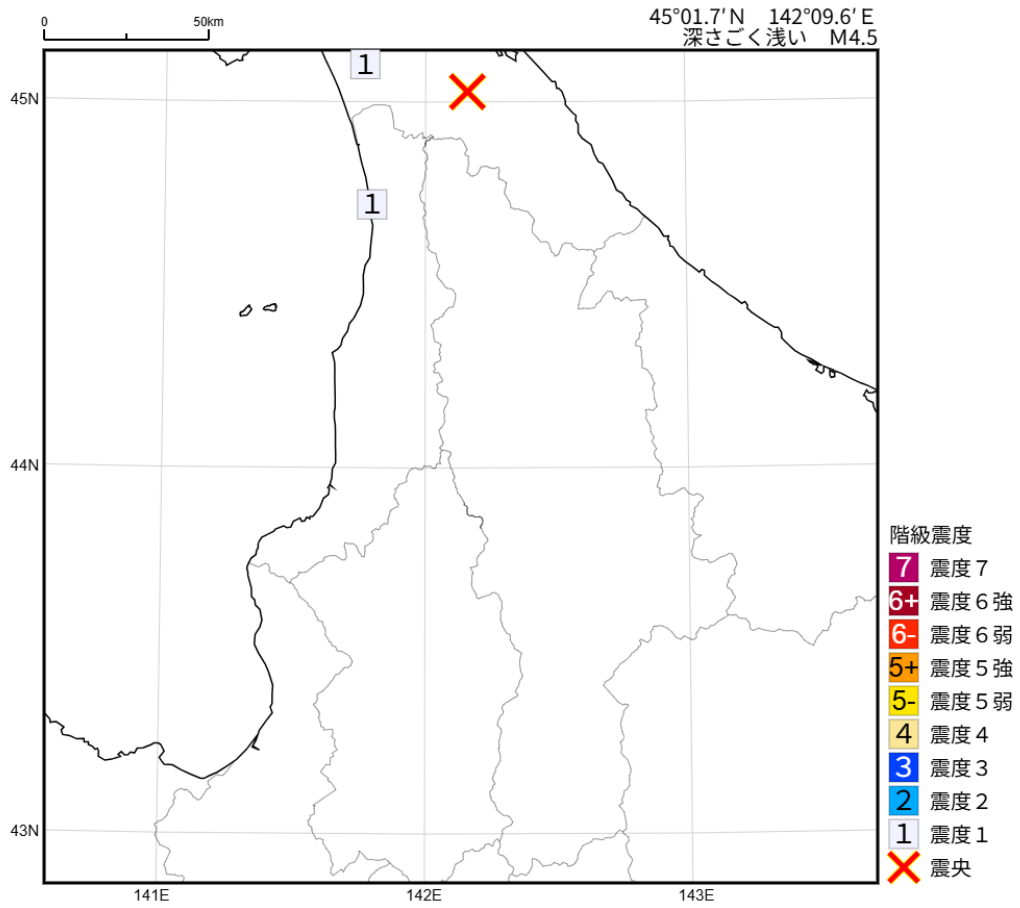 0 50km
45°01.7′N 142°09.6′E
深さごく浅い M4.5
1
45N
1
44N
43N
141E 142E 143E
階級震度
7 震度７
6+ 震度６強
6- 震度６弱
5+ 震度５強
5- 震度５弱
4 震度４
3 震度３
2 震度２
1 震度１
震央